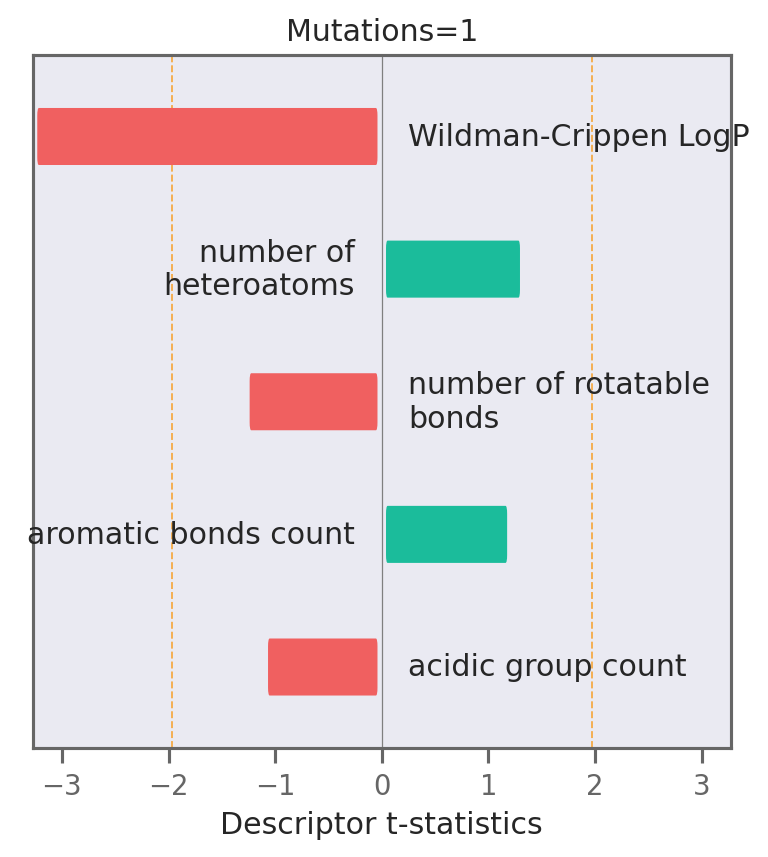 Mutations=1
Wildman-Crippen LogP
number of
heteroatoms
number of rotatable
bonds
aromatic bonds count
acidic group count
−3 −2 −1 0 1 2 3
Descriptor t-statistics